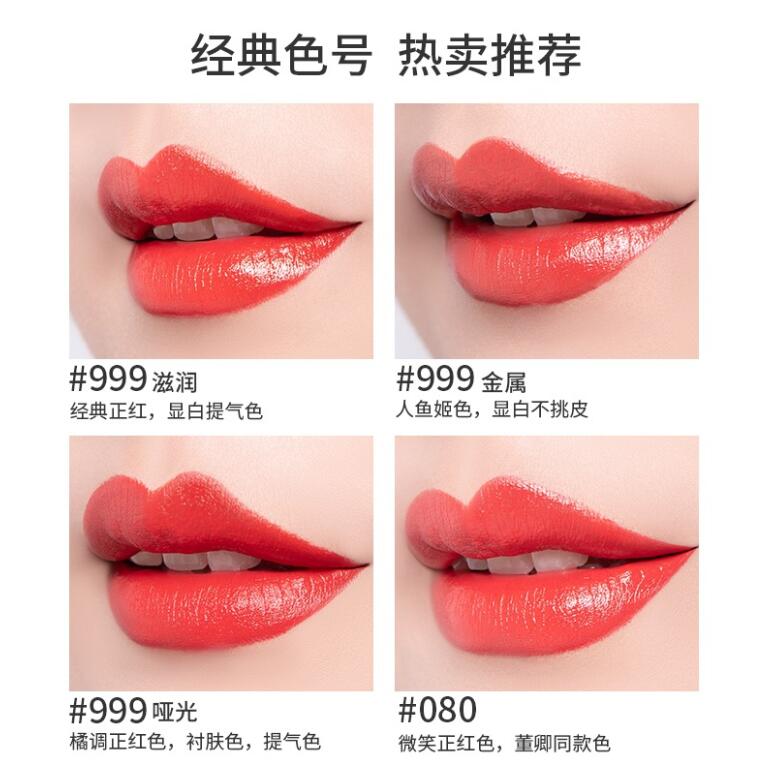 经典色号 热卖推荐
#999 滋润
经典正红，显白提气色
#999 金属
人鱼姬色，显白不挑皮
#999 哑光
橘调正红色，衬肤色，提气色
#080
微笑正红色，董卿同款色